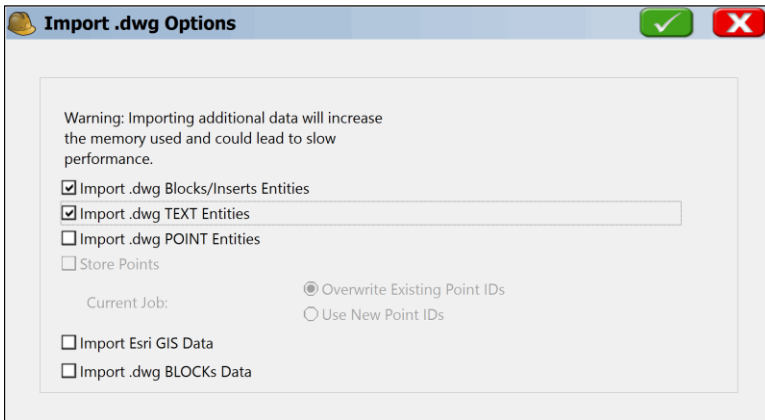 Import .dwg Options
Warning: Importing additional data will increase
the memory used and could lead to slow
performance.
Import .dwg Blocks/Inserts Entities
Import .dwg TEXT Entities
Import .dwg POINT Entities
Store Points
Overwrite Existing Point IDs
Current Job:
Use New Point IDs
Import Esri GIS Data
Import .dwg BLOCKs Data